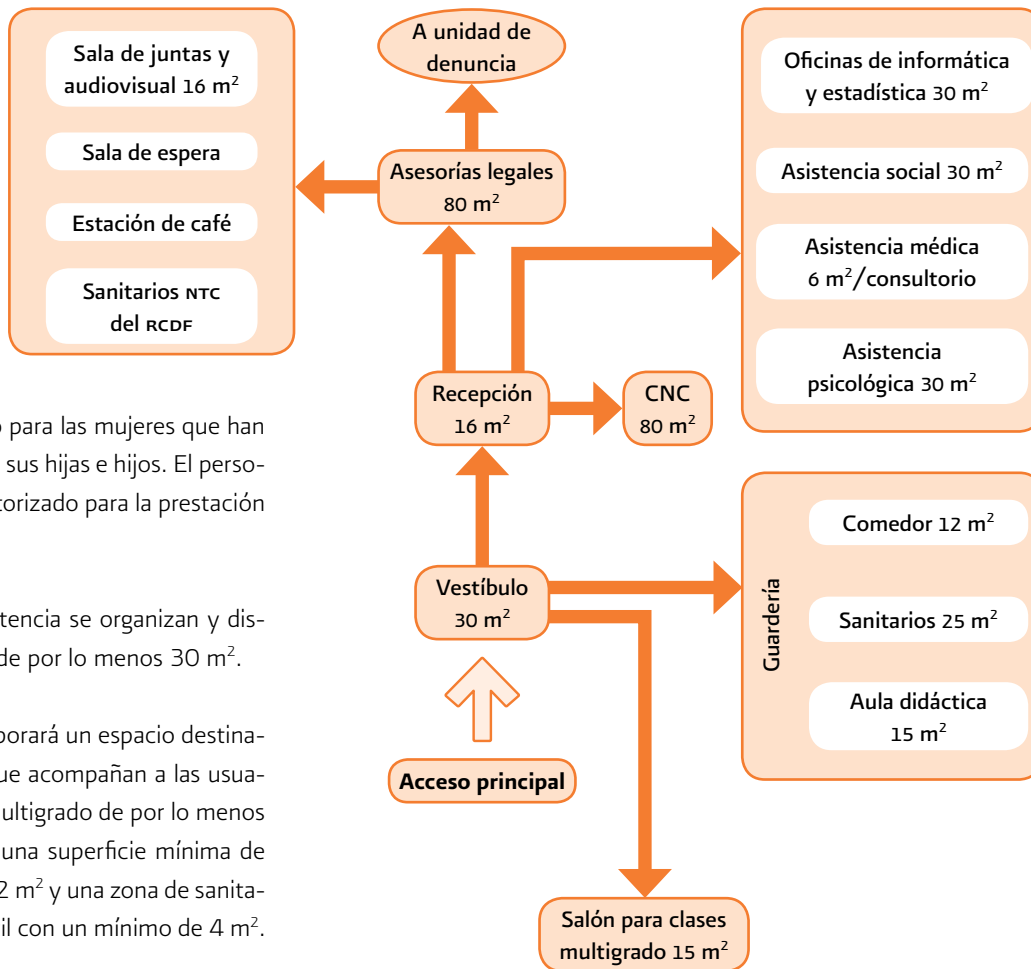 Sala de juntas y
audiovisual 16 m²
Sala de espera
Estación de café
Sanitarios NTC
del RCDF
A unidad de
denuncia
Asesorías legales
80 m²
Oficinas de informática
y estadística 30 m²
Asistencia social 30 m²
Asistencia médica
6 m²/consultorio
Asistencia
psicológica 30 m²
Recepción
16 m²
CNC
80 m²
Vestíbulo
30 m²
Guardería
Comedor 12 m²
Sanitarios 25 m²
Aula didáctica
15 m²
Acceso principal
Salón para clases
multigrado 15 m²
o para las mujeres que han
sus hijas e hijos. El perso-
torizado para la prestación
tencia se organizan y dis-
de por lo menos 30 m².
porará un espacio destina-
ue acompañan a las usua-
ultigrado de por lo menos
una superficie mínima de
2 m² y una zona de sanita-
il con un mínimo de 4 m².